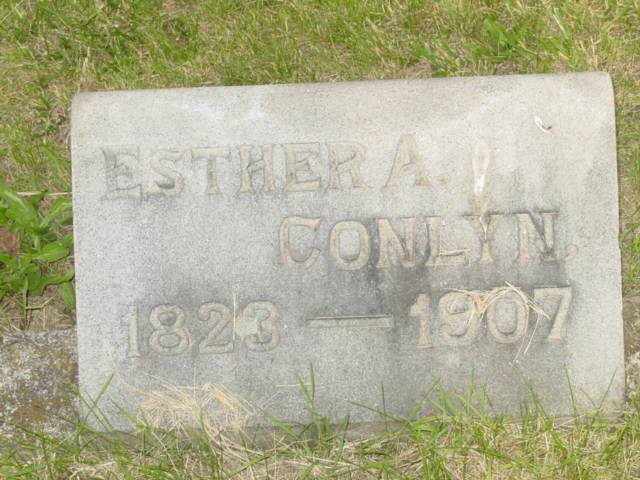 ESTHER A.
CONLYN.
1823 — 1907